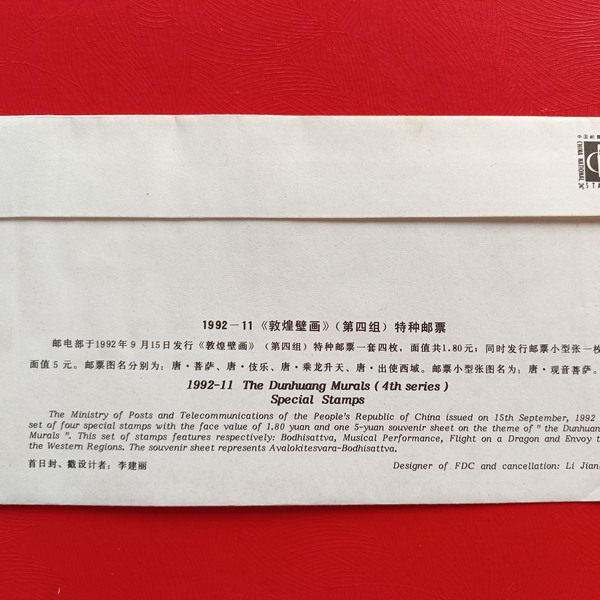 中国邮
CHINA NATIONAL
STA
1992—11《敦煌壁画》(第四组) 特种邮票
邮电部于1992年9月15日发行《敦煌壁画》(第四组) 特种邮票一套四枚，面值共1.80元；同时发行邮票小型张一枚
面值5元。邮票图名分别为：唐·菩萨、唐·伎乐、唐·乘龙升天、唐·出使西域。邮票小型张图名为：唐·观音菩萨。
1992-11 The Dunhuang Murals ( 4th series )
Special Stamps
The Ministry of Posts and Telecommunications of the People's Republic of China issued on 15th September, 1992
set of four special stamps with the face value of 1.80 yuan and one 5-yuan souvenir sheet on the theme of " the Dunhuan
Murals ". This set of stamps features respectively: Bodhisattva, Musical Performance, Flight on a Dragon and Envoy t
the Western Regions. The souvenir sheet represents Avalokitesvara-Bodhisattva.
首日封、戳设计者：李建丽
Designer of FDC and cancellation: Li Jian